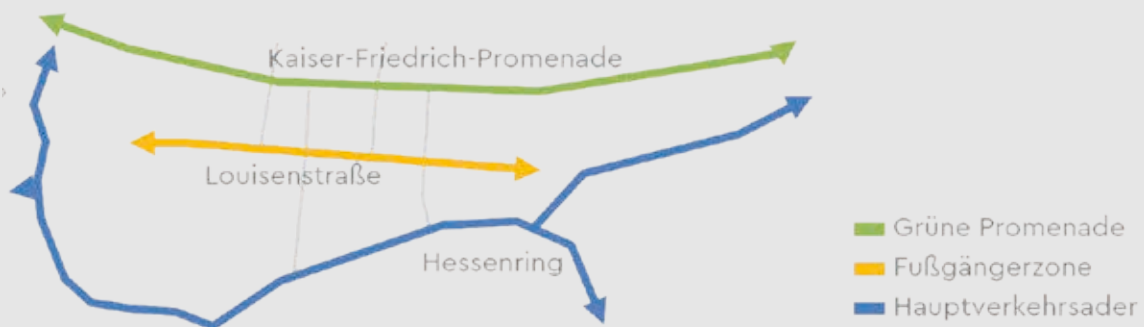 Kaiser-Friedrich-Promenade
Louisenstraße
Hessenring
Grüne Promenade
Fußgängerzone
Hauptverkehrsader